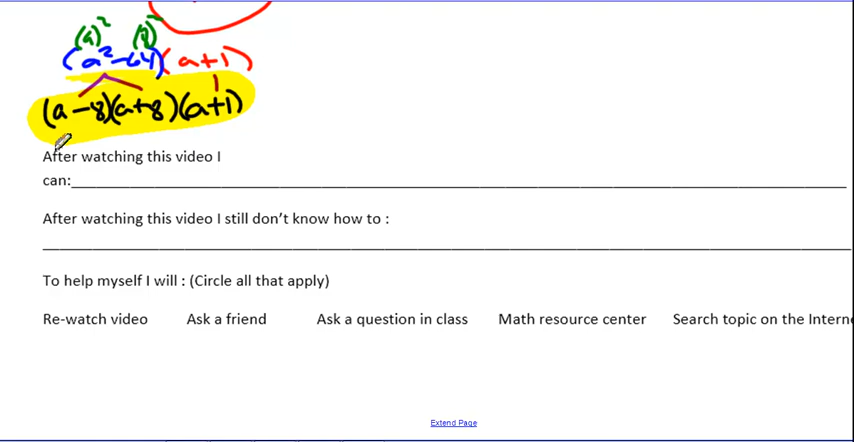 (a)² (8)²
(a²-64)(a+1)
(a-8)(a+8)(a+1)
After watching this video I
can:___________________________________________
After watching this video I still don't know how to :
___________________________________________
To help myself I will : (Circle all that apply)
Re-watch video Ask a friend Ask a question in class Math resource center Search topic on the Interne
Extend Page